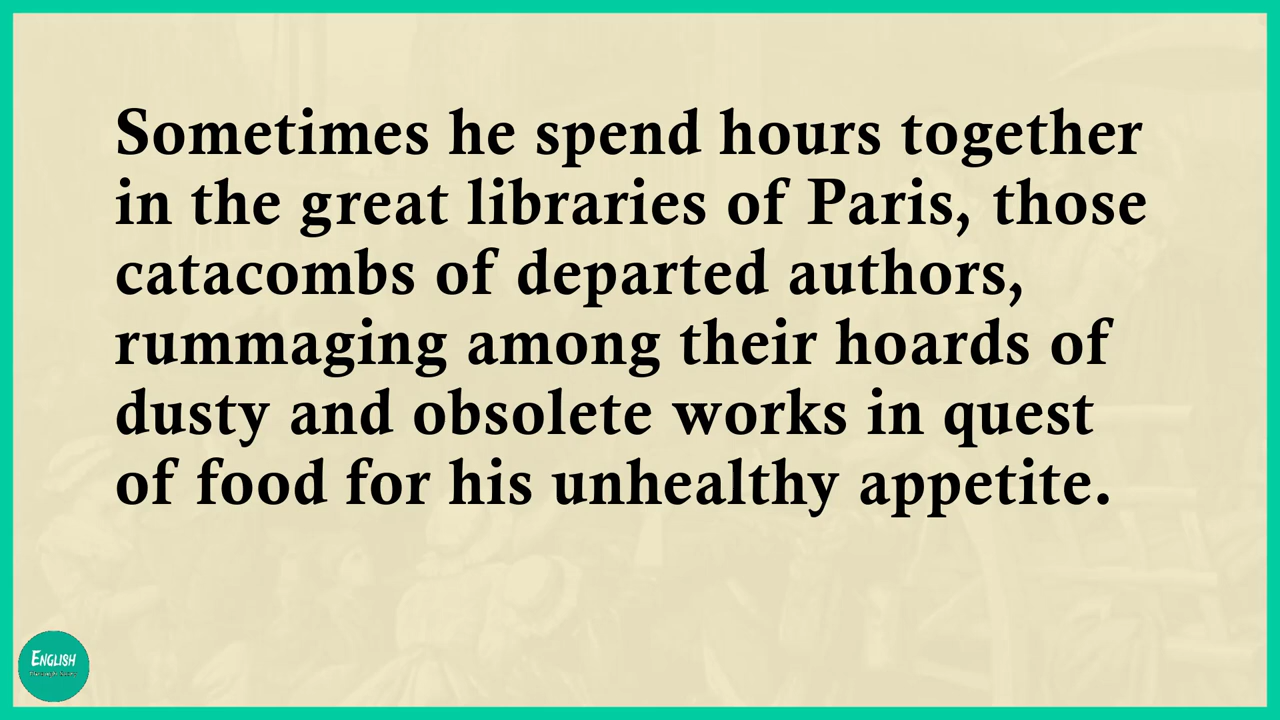 Sometimes he spend hours together
in the great libraries of Paris, those
catacombs of departed authors,
rummaging among their hoards of
dusty and obsolete works in quest
of food for his unhealthy appetite.
ENGLISH